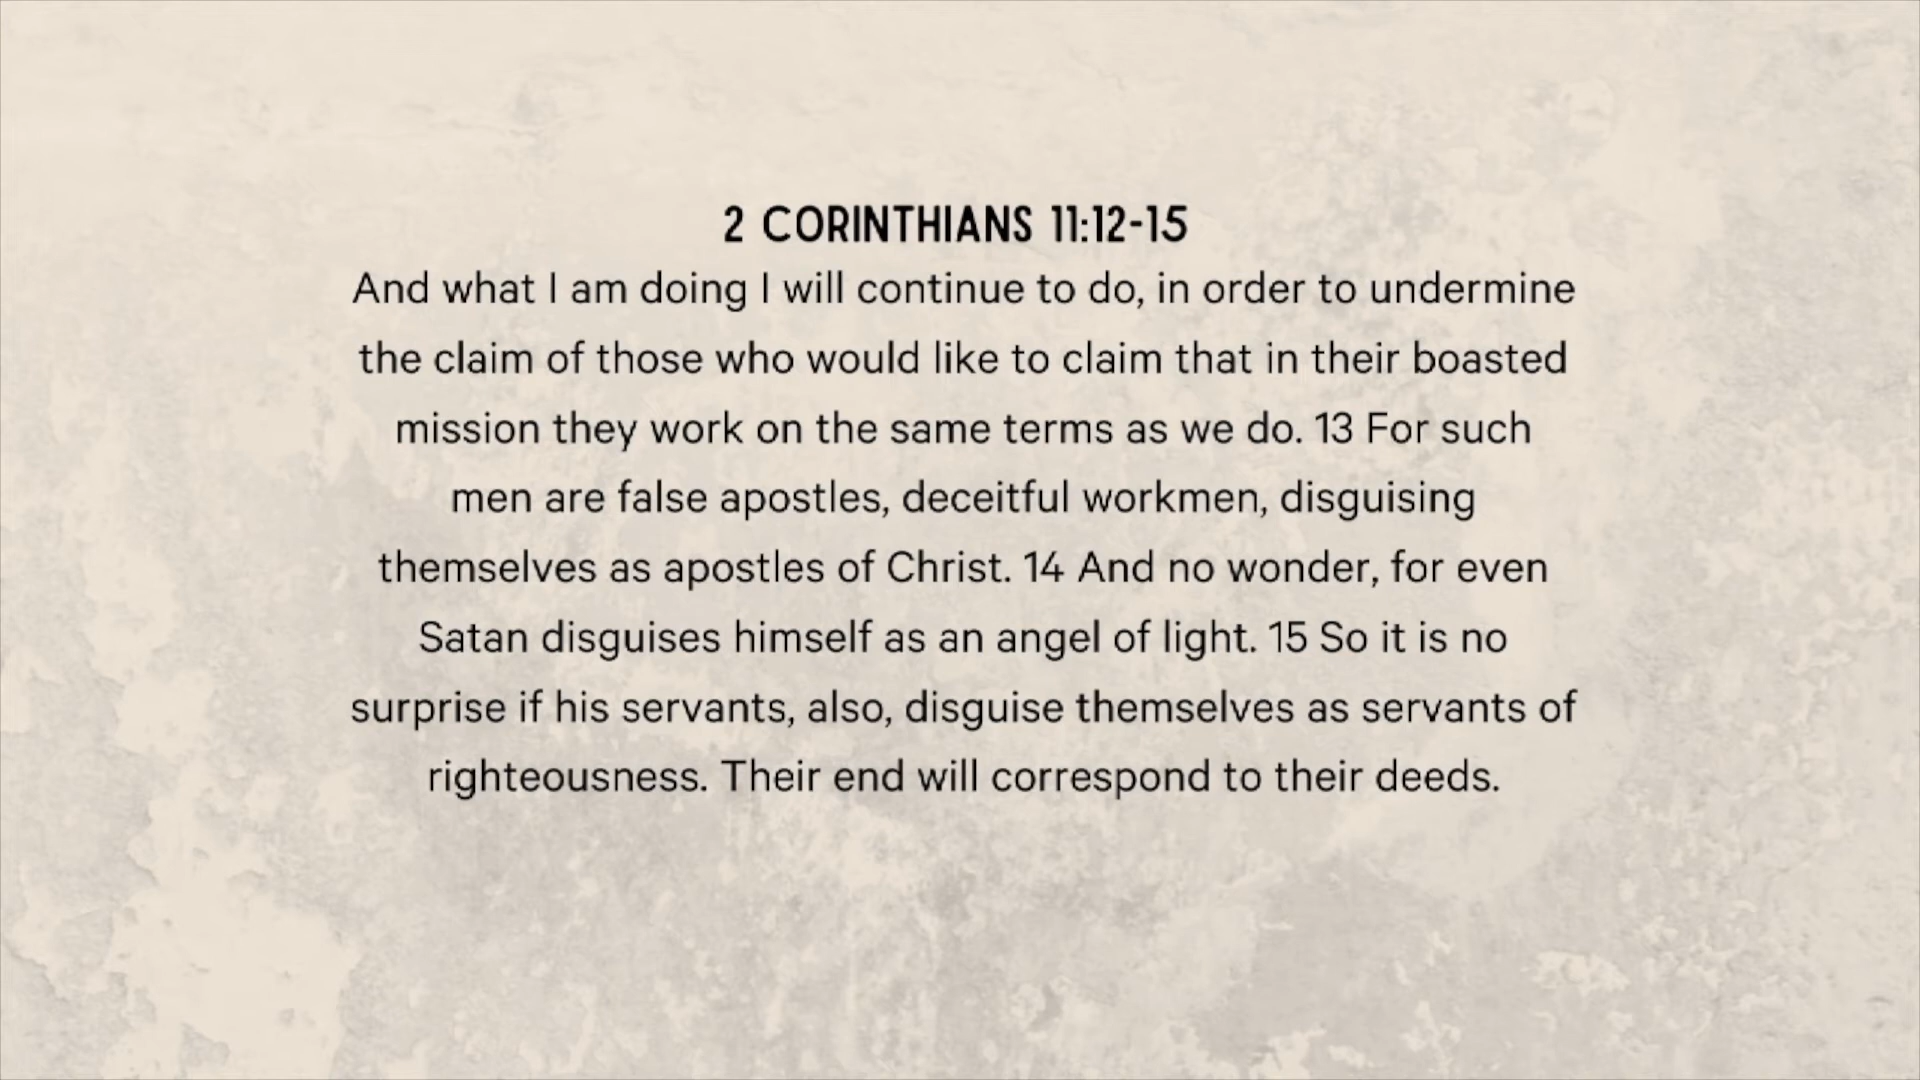 2 CORINTHIANS 11:12-15
And what I am doing I will continue to do, in order to undermine
the claim of those who would like to claim that in their boasted
mission they work on the same terms as we do. 13 For such
men are false apostles, deceitful workmen, disguising
themselves as apostles of Christ. 14 And no wonder, for even
Satan disguises himself as an angel of light. 15 So it is no
surprise if his servants, also, disguise themselves as servants of
righteousness. Their end will correspond to their deeds.